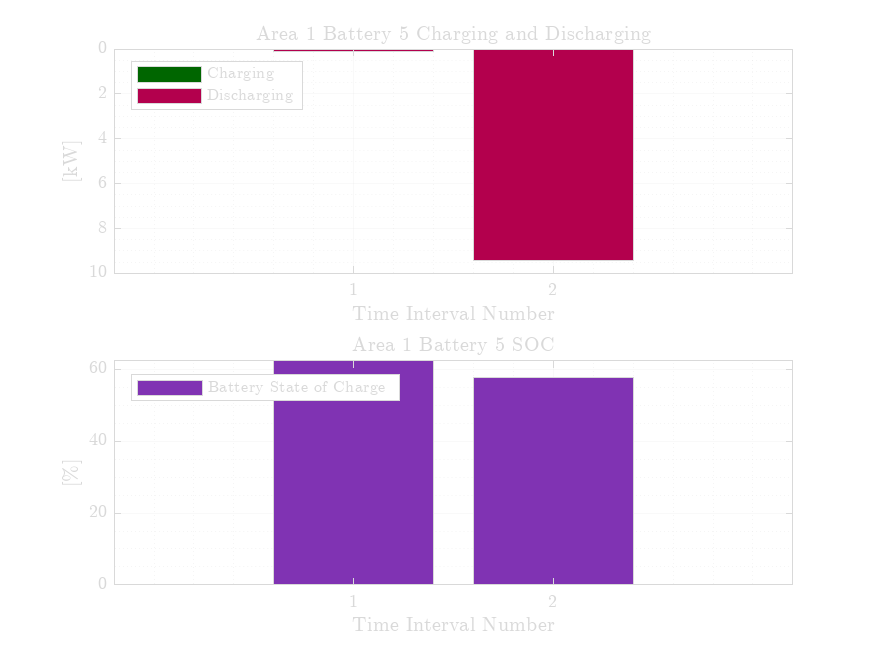 Area 1 Battery 5 Charging and Discharging
0
2
4
6
8
10
[kW]
Charging
Discharging
1
2
Time Interval Number
Area 1 Battery 5 SOC
60
40
20
0
[%]
Battery State of Charge
1
2
Time Interval Number